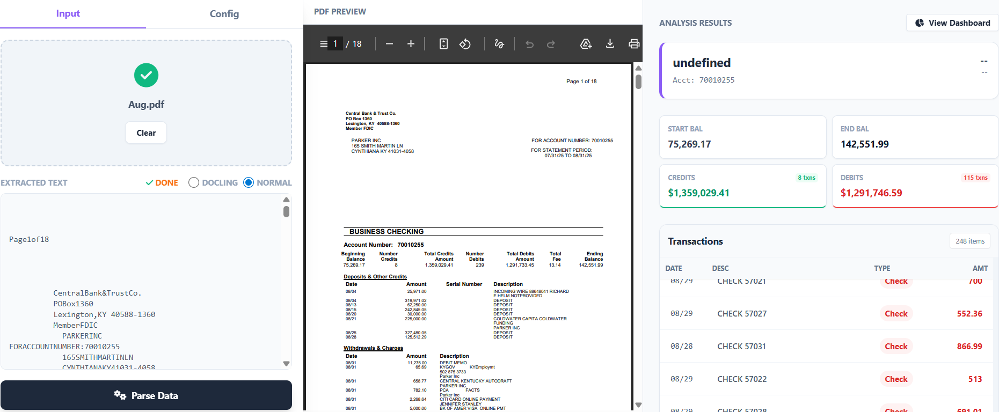 Input
Config
Aug.pdf
Clear
EXTRACTED TEXT
DONE
DOCLING
NORMAL
Page1of18
CentralBank&TrustCo.
POBox1360
Lexington,KY 40588-1360
MemberFDIC
PARKERINC
FORACCOUNTNUMBER:70010255
165SMITHMARTINLN
CYNTHIANAKY41031-4058
Parse Data
PDF PREVIEW
1 / 18
Page 1 of 18
Central Bank & Trust Co.
PO Box 1360
Lexington, KY 40588-1360
Member FDIC
PARKER INC
165 SMITH MARTIN LN
CYNTHIANA KY 41031-4058
FOR ACCOUNT NUMBER: 70010255
FOR STATEMENT PERIOD:
07/31/25 TO 08/31/25
BUSINESS CHECKING
Account Number: 70010255
Beginning Number Total Credits Number Total Debits Total Ending
Balance Credits Amount Debits Amount Fee Balance
75,269.17 8 1,359,029.41 239 1,291,733.45 13.14 142,551.99
Deposits & Other Credits
Date Amount Serial Number Description
08/04 25,971.00 INCOMING WIRE 88648041 RICHARD
E HELM NOTPROVIDED
08/04 319,971.02 DEPOSIT
08/13 62,250.00 DEPOSIT
08/15 242,845.05 DEPOSIT
08/20 30,000.00 DEPOSIT
08/21 225,000.00 COLDWATER CAPITA COLDWATER
FUNDING
PARKER INC
08/25 327,480.05 DEPOSIT
08/28 125,512.29 DEPOSIT
Withdrawals & Charges
Date Amount Description
08/01 11,275.00 DEBIT MEMO
08/01 65.69 KYGOV KYEmploymt
502 875 3733
Parker Inc
08/01 658.77 CENTRAL KENTUCKY AUTODRAFT
PARKER INC.
08/01 782.10 PCA FACTS
Parker Inc
08/01 2,268.64 CITI CARD ONLINE PAYMENT
JENNIFER STANLEY
08/01 5,000.00 BK OF AMER VISA ONLINE PMT
ANALYSIS RESULTS
View Dashboard
undefined
--
Acct: 70010255
--
START BAL
75,269.17
END BAL
142,551.99
CREDITS
8 txns
$1,359,029.41
DEBITS
115 txns
$1,291,746.59
Transactions
248 items
DATE DESC TYPE AMT
08/29 CHECK 57021 Check 700
08/29 CHECK 57027 Check 552.36
08/28 CHECK 57031 Check 866.99
08/29 CHECK 57022 Check 513
08/29 CHECK 57028 Check 691.01